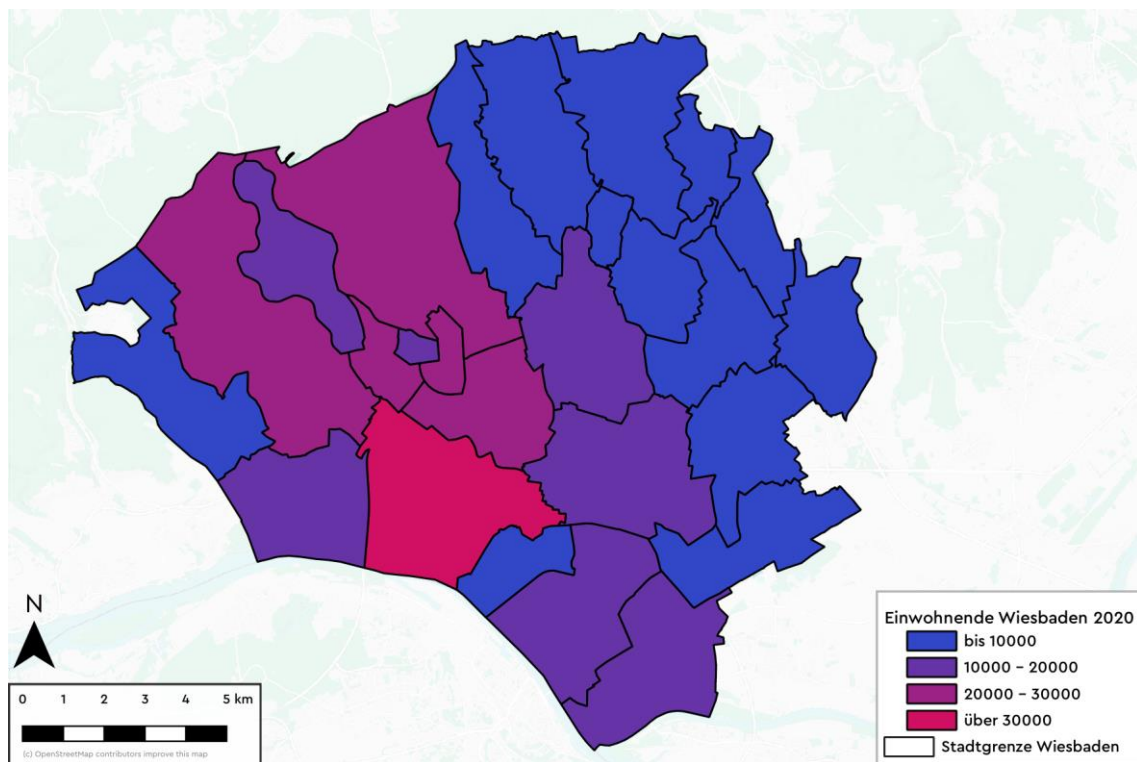 N
0 1 2 3 4 5 km
(c) OpenStreetMap contributors improve this map
Einwohnende Wiesbaden 2020
bis 10000
10000 - 20000
20000 - 30000
über 30000
Stadtgrenze Wiesbaden